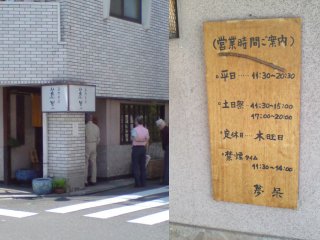 (営業時間ご案内)
○平日・・・・11:30〜20:30
○土日祭 11:30〜15:00
17:00〜20:00
○定休日・・木曜日
○禁煙タイム
11:30〜14:00
夢呆